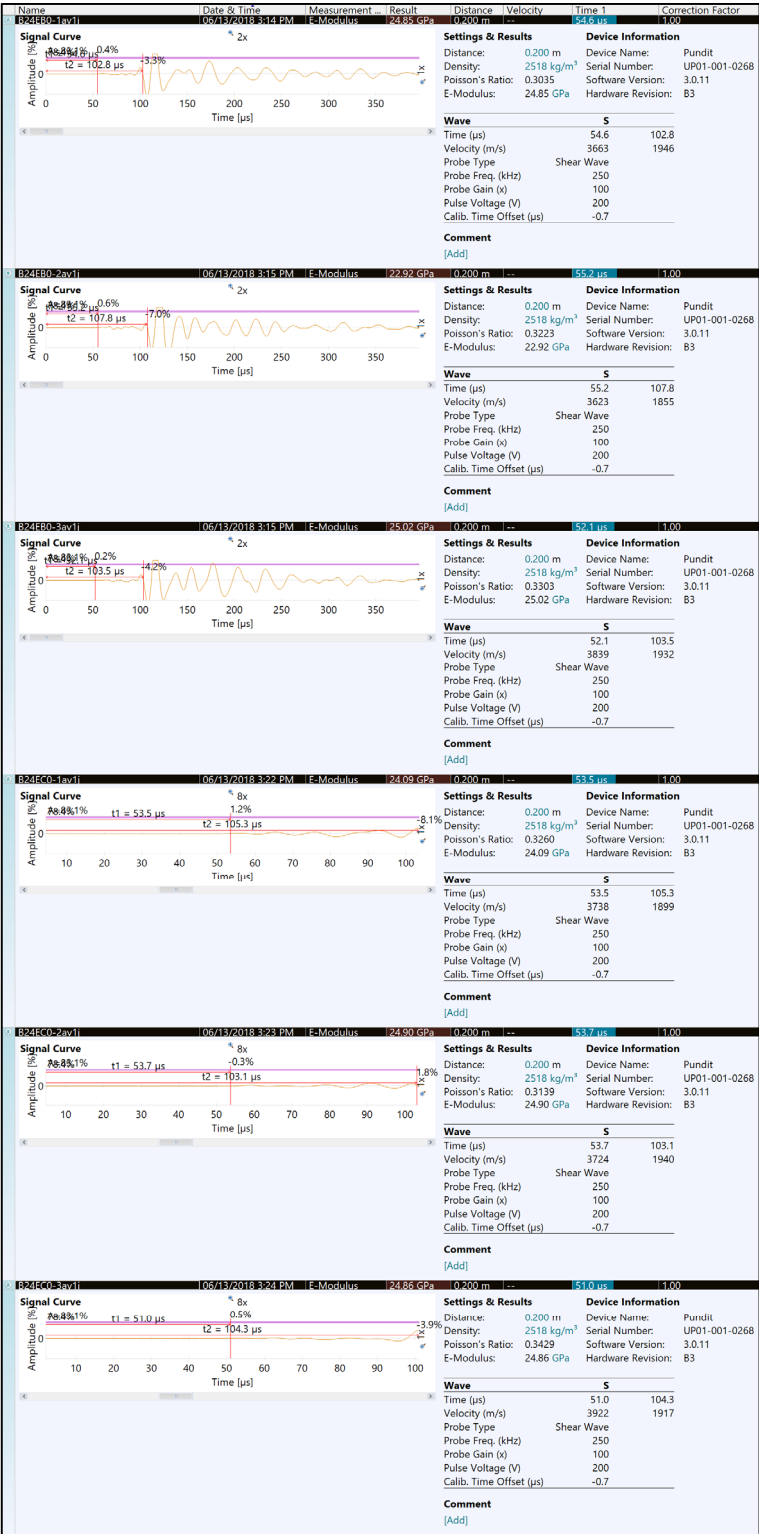 Name Date & Time Measurement ... Result Distance Velocity Time 1 Correction Factor
B24EB0-1av1j 06/13/2018 3:14 PM E-Modulus 24.85 GPa 0.200 m -- 54.6 µs 1.00
Signal Curve 2x Settings & Results Device Information
0.4% Distance: 0.200 m Device Name: Pundit
t2 = 102.8 µs -3.3% 1x Density: 2518 kg/m³ Serial Number: UP01-001-0268
Amplitude [%] 0 Poisson's Ratio: 0.3035 Software Version: 3.0.11
0 50 100 150 200 250 300 350 E-Modulus: 24.85 GPa Hardware Revision: B3
Time [µs]
Wave S
Time (µs) 54.6 102.8
Velocity (m/s) 3663 1946
Probe Type Shear Wave
Probe Freq. (kHz) 250
Probe Gain (x) 100
Pulse Voltage (V) 200
Calib. Time Offset (µs) -0.7
Comment
[Add]
B24EB0-2av1j 06/13/2018 3:15 PM E-Modulus 22.92 GPa 0.200 m -- 55.2 µs 1.00
Signal Curve 2x Settings & Results Device Information
0.6% Distance: 0.200 m Device Name: Pundit
t2 = 107.8 µs -7.0% 1x Density: 2518 kg/m³ Serial Number: UP01-001-0268
Amplitude [%] 0 Poisson's Ratio: 0.3223 Software Version: 3.0.11
0 50 100 150 200 250 300 350 E-Modulus: 22.92 GPa Hardware Revision: B3
Time [µs]
Wave S
Time (µs) 55.2 107.8
Velocity (m/s) 3623 1855
Probe Type Shear Wave
Probe Freq. (kHz) 250
Probe Gain (x) 100
Pulse Voltage (V) 200
Calib. Time Offset (µs) -0.7
Comment
[Add]
B24EB0-3av1j 06/13/2018 3:15 PM E-Modulus 25.02 GPa 0.200 m -- 52.1 µs 1.00
Signal Curve 2x Settings & Results Device Information
0.2% Distance: 0.200 m Device Name: Pundit
t2 = 103.5 µs -4.2% 1x Density: 2518 kg/m³ Serial Number: UP01-001-0268
Amplitude [%] 0 Poisson's Ratio: 0.3303 Software Version: 3.0.11
0 50 100 150 200 250 300 350 E-Modulus: 25.02 GPa Hardware Revision: B3
Time [µs]
Wave S
Time (µs) 52.1 103.5
Velocity (m/s) 3839 1932
Probe Type Shear Wave
Probe Freq. (kHz) 250
Probe Gain (x) 100
Pulse Voltage (V) 200
Calib. Time Offset (µs) -0.7
Comment
[Add]
B24EC0-1av1j 06/13/2018 3:22 PM E-Modulus 24.09 GPa 0.200 m -- 53.5 µs 1.00
Signal Curve 8x Settings & Results Device Information
t1 = 53.5 µs 1.2% Distance: 0.200 m Device Name: Pundit
t2 = 105.3 µs -8.1% 1x Density: 2518 kg/m³ Serial Number: UP01-001-0268
Amplitude [%] 0 Poisson's Ratio: 0.3260 Software Version: 3.0.11
10 20 30 40 50 60 70 80 90 100 E-Modulus: 24.09 GPa Hardware Revision: B3
Time [µs]
Wave S
Time (µs) 53.5 105.3
Velocity (m/s) 3738 1899
Probe Type Shear Wave
Probe Freq. (kHz) 250
Probe Gain (x) 100
Pulse Voltage (V) 200
Calib. Time Offset (µs) -0.7
Comment
[Add]
B24EC0-2av1j 06/13/2018 3:23 PM E-Modulus 24.90 GPa 0.200 m -- 53.7 µs 1.00
Signal Curve 8x Settings & Results Device Information
t1 = 53.7 µs -0.3% Distance: 0.200 m Device Name: Pundit
t2 = 103.1 µs 1.8% 1x Density: 2518 kg/m³ Serial Number: UP01-001-0268
Amplitude [%] 0 Poisson's Ratio: 0.3139 Software Version: 3.0.11
10 20 30 40 50 60 70 80 90 100 E-Modulus: 24.90 GPa Hardware Revision: B3
Time [µs]
Wave S
Time (µs) 53.7 103.1
Velocity (m/s) 3724 1940
Probe Type Shear Wave
Probe Freq. (kHz) 250
Probe Gain (x) 100
Pulse Voltage (V) 200
Calib. Time Offset (µs) -0.7
Comment
[Add]
B24EC0-3av1j 06/13/2018 3:24 PM E-Modulus 24.86 GPa 0.200 m -- 51.0 µs 1.00
Signal Curve 8x Settings & Results Device Information
t1 = 51.0 µs 0.5% Distance: 0.200 m Device Name: Pundit
t2 = 104.3 µs -3.9% 1x Density: 2518 kg/m³ Serial Number: UP01-001-0268
Amplitude [%] 0 Poisson's Ratio: 0.3429 Software Version: 3.0.11
10 20 30 40 50 60 70 80 90 100 E-Modulus: 24.86 GPa Hardware Revision: B3
Time [µs]
Wave S
Time (µs) 51.0 104.3
Velocity (m/s) 3922 1917
Probe Type Shear Wave
Probe Freq. (kHz) 250
Probe Gain (x) 100
Pulse Voltage (V) 200
Calib. Time Offset (µs) -0.7
Comment
[Add]